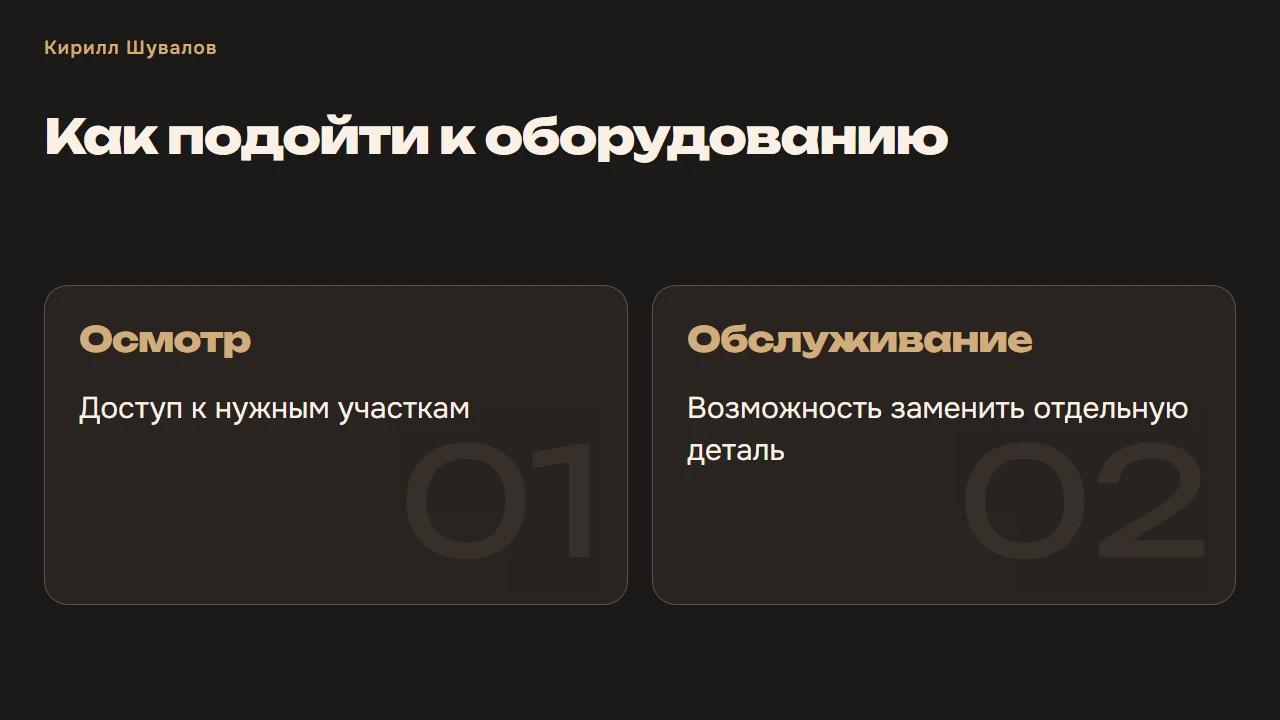 Кирилл Шувалов
Как подойти к оборудованию
Осмотр
Доступ к нужным участкам
01
Обслуживание
Возможность заменить отдельную
деталь
02